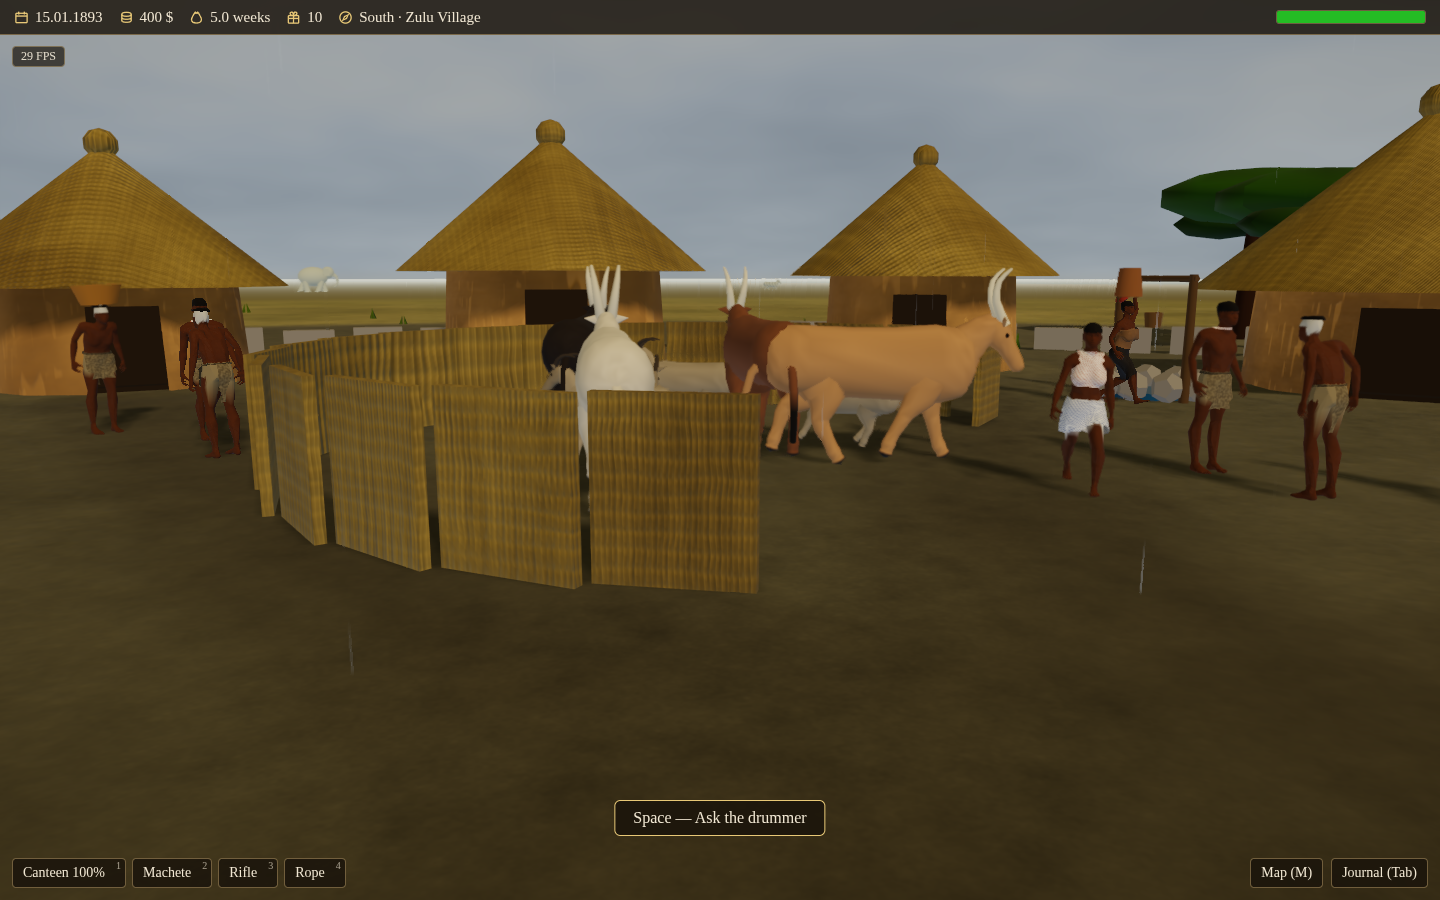 15.01.1893 400 $ 5.0 weeks 10 South · Zulu Village
29 FPS
Space — Ask the drummer
Canteen 100% 1 Machete 2 Rifle 3 Rope 4 Map (M) Journal (Tab)